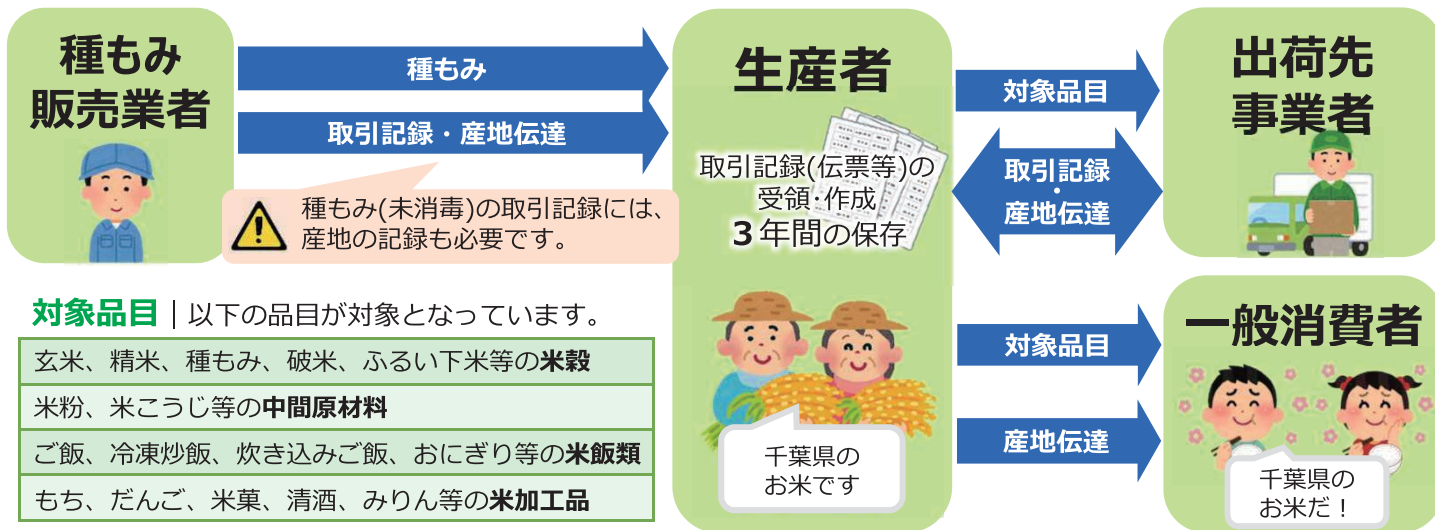 種もみ
販売業者
種もみ
取引記録・産地伝達
種もみ(未消毒)の取引記録には、
産地の記録も必要です。
生産者
取引記録(伝票等)の
受領･作成
3年間の保存
千葉県の
お米です
対象品目
取引記録
・
産地伝達
出荷先
事業者
対象品目
産地伝達
一般消費者
千葉県の
お米だ！
対象品目｜以下の品目が対象となっています。
玄米、精米、種もみ、破米、ふるい下米等の米穀
米粉、米こうじ等の中間原材料
ご飯、冷凍炒飯、炊き込みご飯、おにぎり等の米飯類
もち、だんご、米菓、清酒、みりん等の米加工品